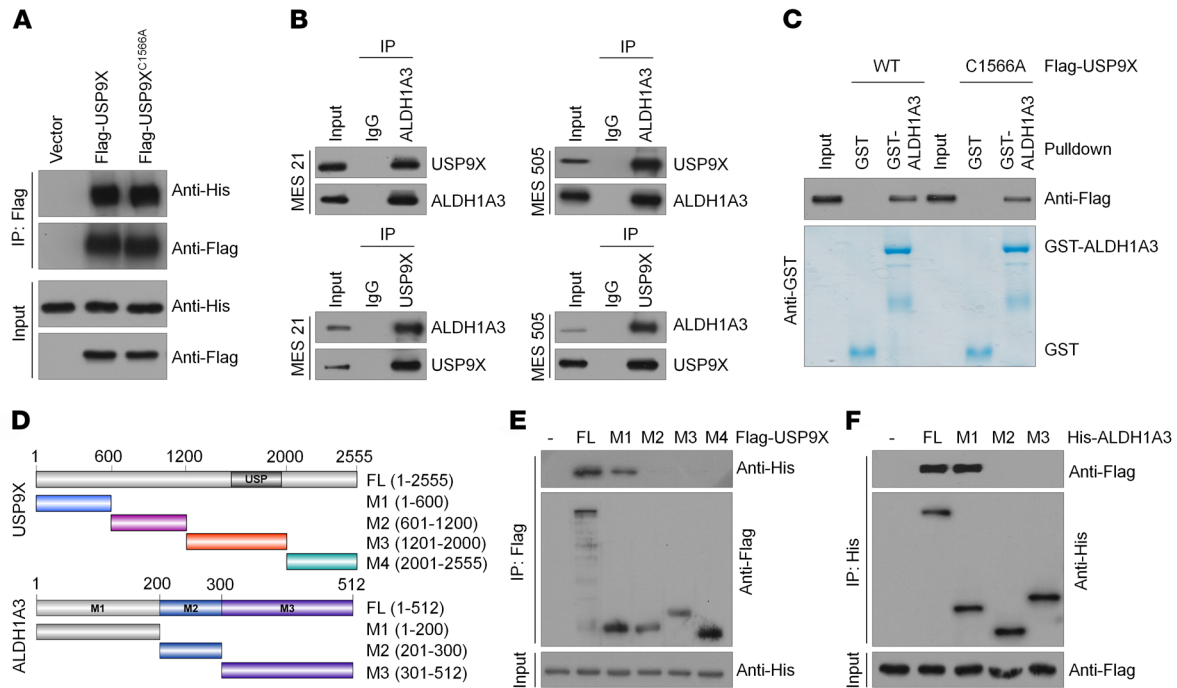 A
Vector
Flag-USP9X
Flag-USP9XC1566A
IP: Flag
Anti-His
Anti-Flag
Input
Anti-His
Anti-Flag
B
IP
Input
IgG
ALDH1A3
MES 21
USP9X
ALDH1A3
IP
Input
IgG
ALDH1A3
MES 505
USP9X
ALDH1A3
IP
Input
IgG
USP9X
MES 21
ALDH1A3
USP9X
IP
Input
IgG
USP9X
MES 505
ALDH1A3
USP9X
C
WT C1566A Flag-USP9X
Input
GST
GST-
ALDH1A3
Input
GST
GST-
ALDH1A3
Pulldown
Anti-Flag
Anti-GST
GST-ALDH1A3
GST
D
1 600 1200 2000 2555
USP9X
USP
FL (1-2555)
M1 (1-600)
M2 (601-1200)
M3 (1201-2000)
M4 (2001-2555)
1 200 300 512
ALDH1A3
M1 M2 M3 FL (1-512)
M1 (1-200)
M2 (201-300)
M3 (301-512)
E
- FL M1 M2 M3 M4 Flag-USP9X
IP: Flag
Anti-His
Anti-Flag
Input
Anti-His
F
- FL M1 M2 M3 His-ALDH1A3
IP: His
Anti-Flag
Anti-His
Input
Anti-Flag